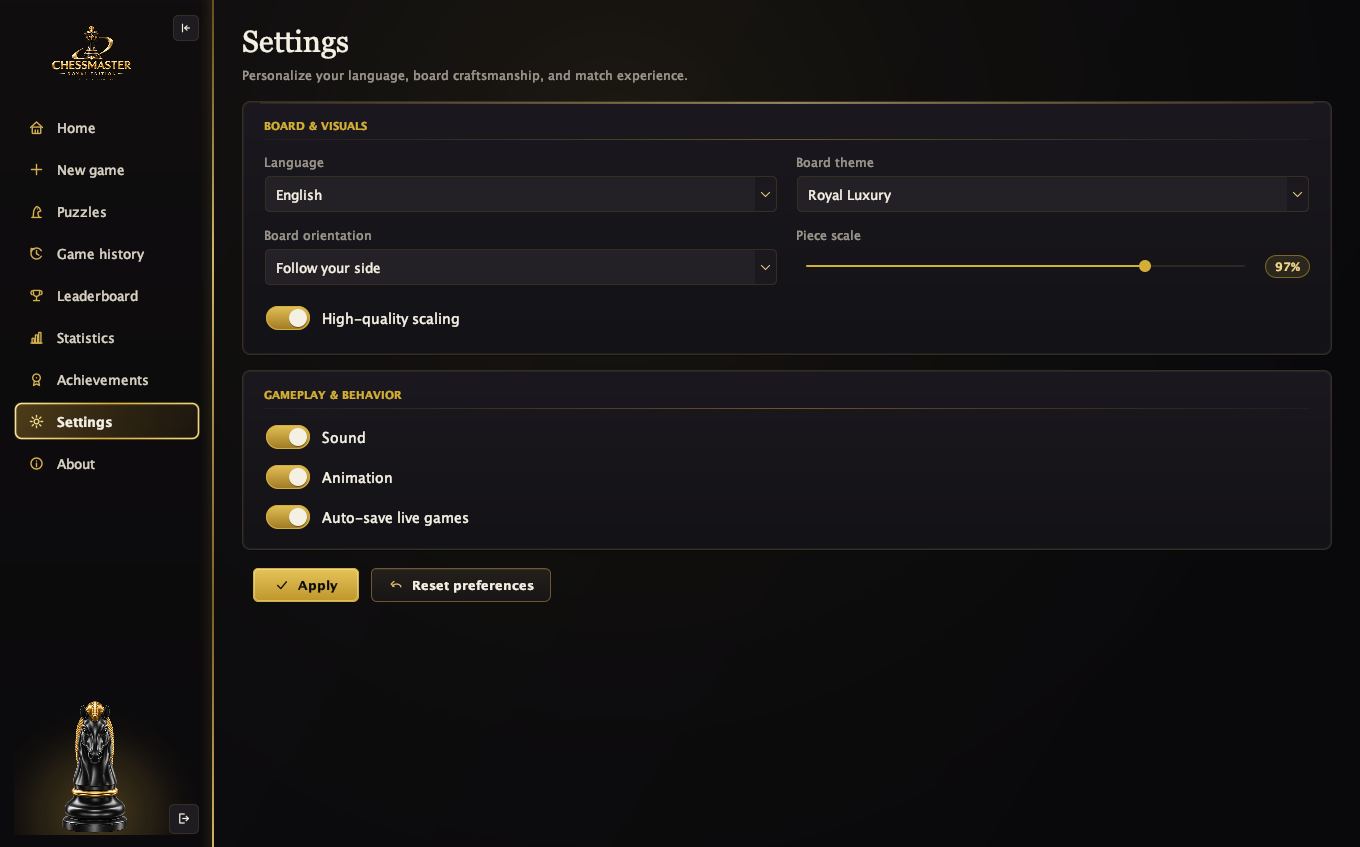 CHESSMASTER
ROYAL EDITION
Home
New game
Puzzles
Game history
Leaderboard
Statistics
Achievements
Settings
About
Settings
Personalize your language, board craftsmanship, and match experience.
BOARD & VISUALS
Language
Board theme
English
Royal Luxury
Board orientation
Piece scale
Follow your side
97%
High-quality scaling
GAMEPLAY & BEHAVIOR
Sound
Animation
Auto-save live games
Apply
Reset preferences